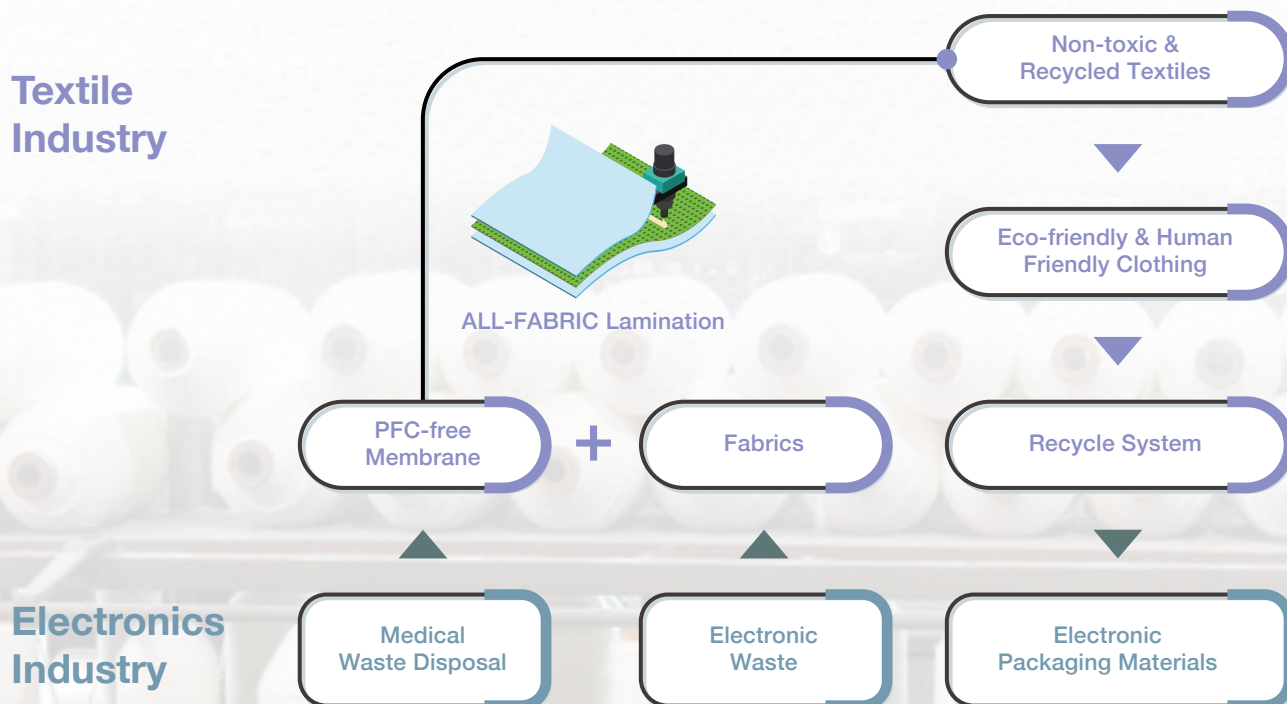 Textile
Industry
Non-toxic &
Recycled Textiles
Eco-friendly & Human
Friendly Clothing
ALL-FABRIC Lamination
PFC-free
Membrane
+
Fabrics
Recycle System
Electronics
Industry
Medical
Waste Disposal
Electronic
Waste
Electronic
Packaging Materials